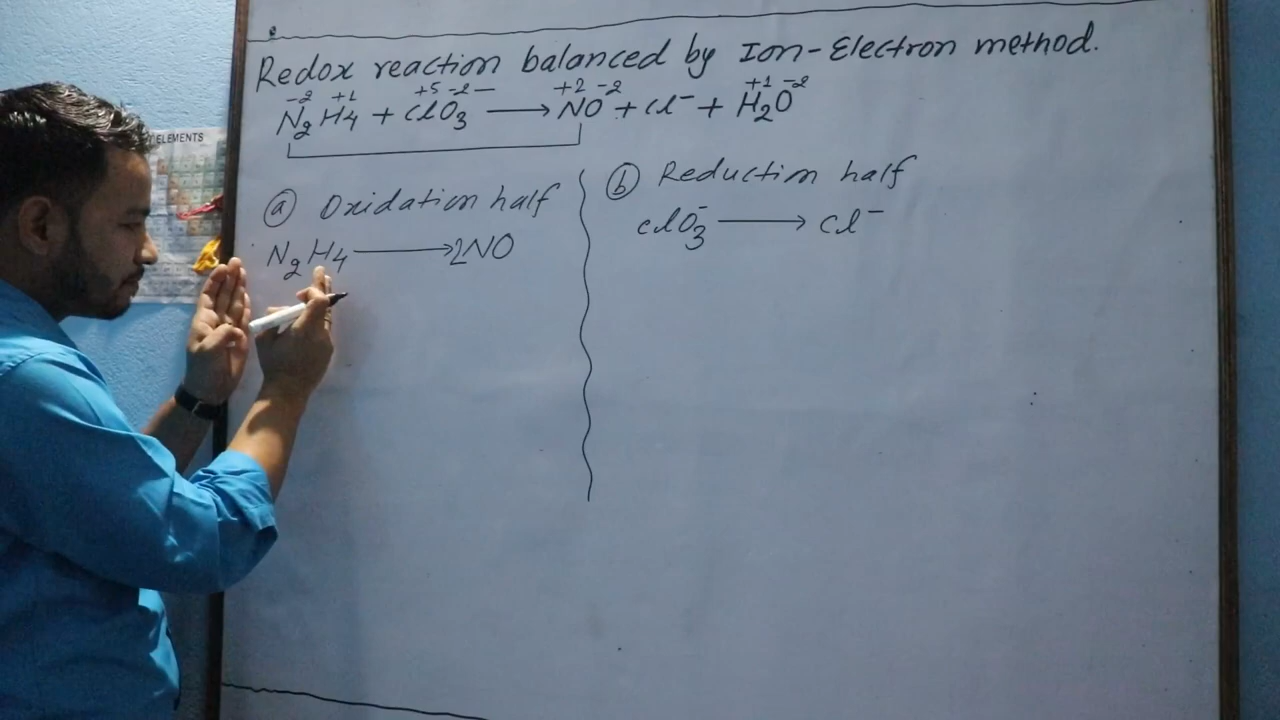 Redox reaction balanced by Ion-Electron method.
-2 +1 +5 -2 - +2 -2 +1 -2
N2H4 + ClO3 → NO + Cl- + H2O
ELEMENTS
(a) Oxidation half
N2H4 → 2NO
(b) Reduction half
ClO3- → Cl-